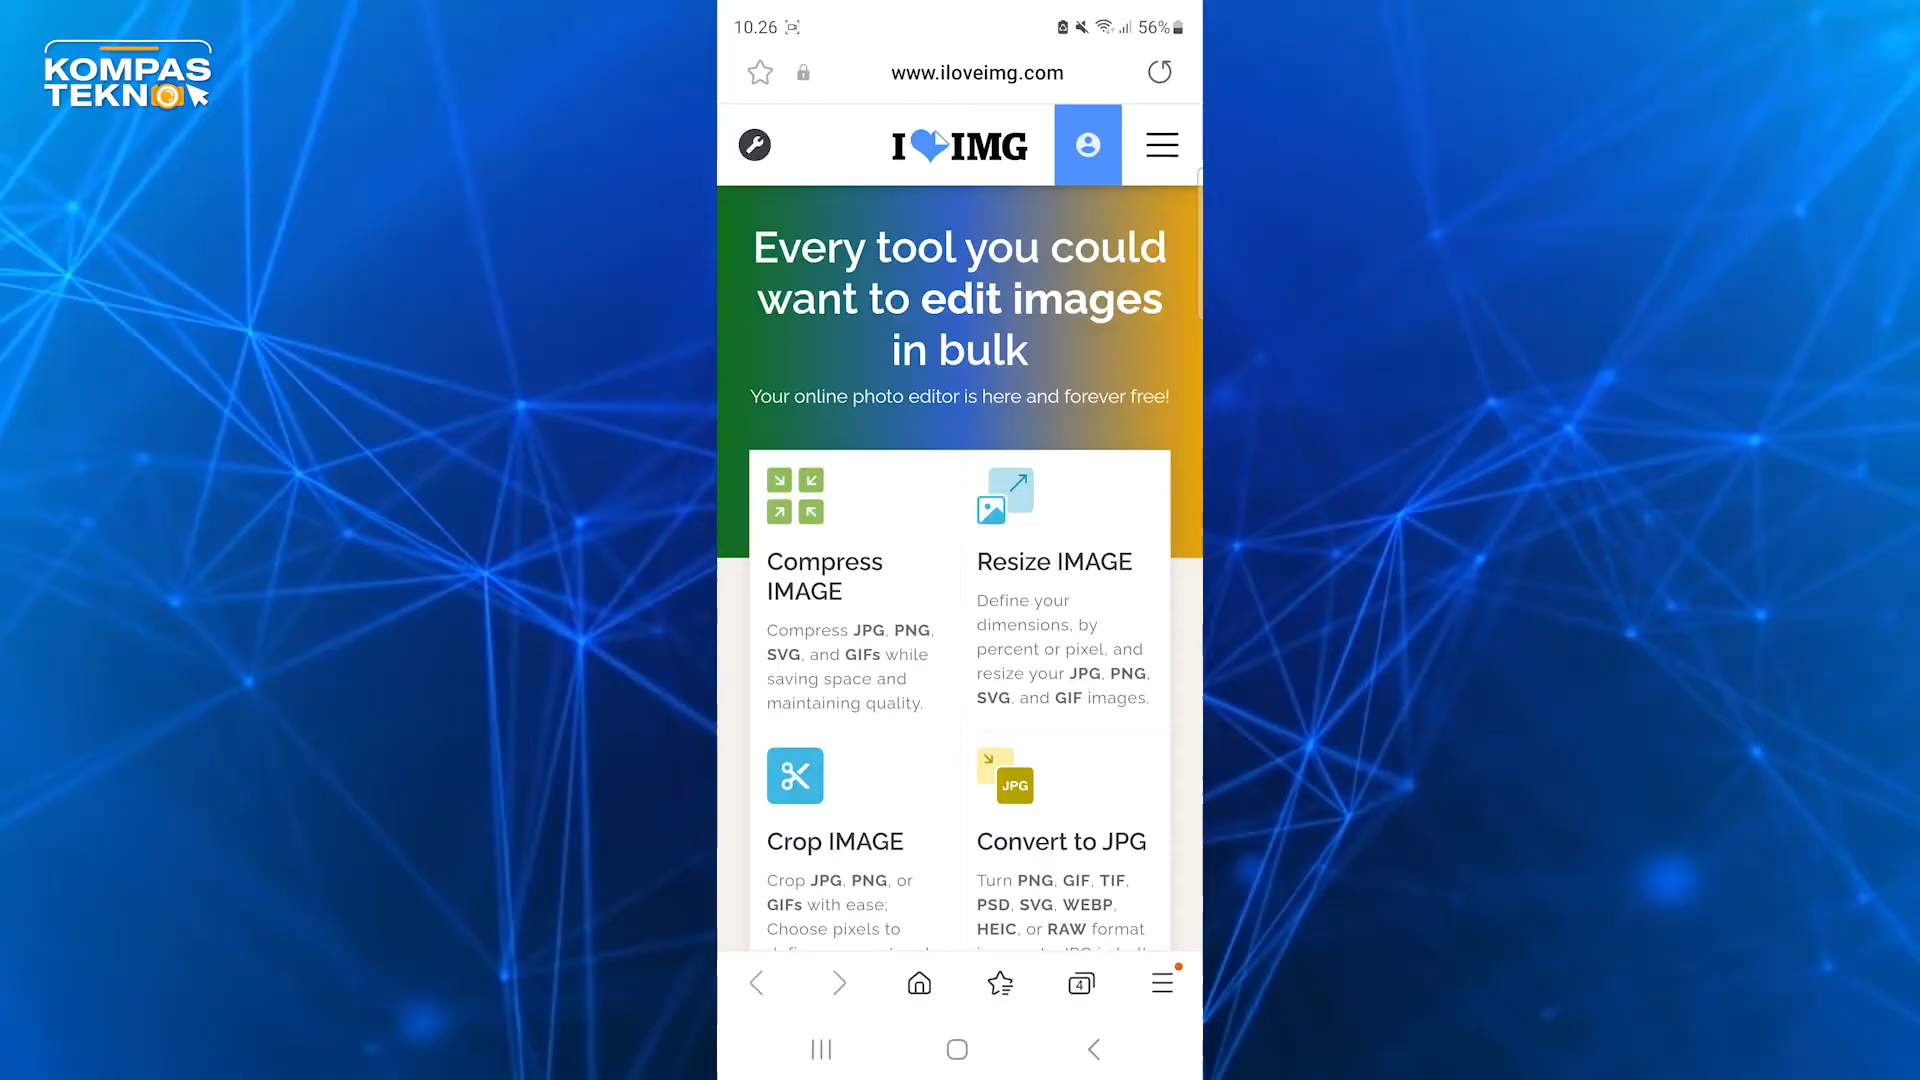 KOMPAS
TEKNO
10.26
56%
www.iloveimg.com
I IMG
Every tool you could
want to edit images
in bulk
Your online photo editor is here and forever free!
Compress
IMAGE
Compress JPG, PNG,
SVG, and GIFs while
saving space and
maintaining quality.
Resize IMAGE
Define your
dimensions, by
percent or pixel, and
resize your JPG, PNG,
SVG, and GIF images.
Crop IMAGE
Crop JPG, PNG, or
GIFs with ease;
Choose pixels to
JPG
Convert to JPG
Turn PNG, GIF, TIF,
PSD, SVG, WEBP,
HEIC, or RAW format
4